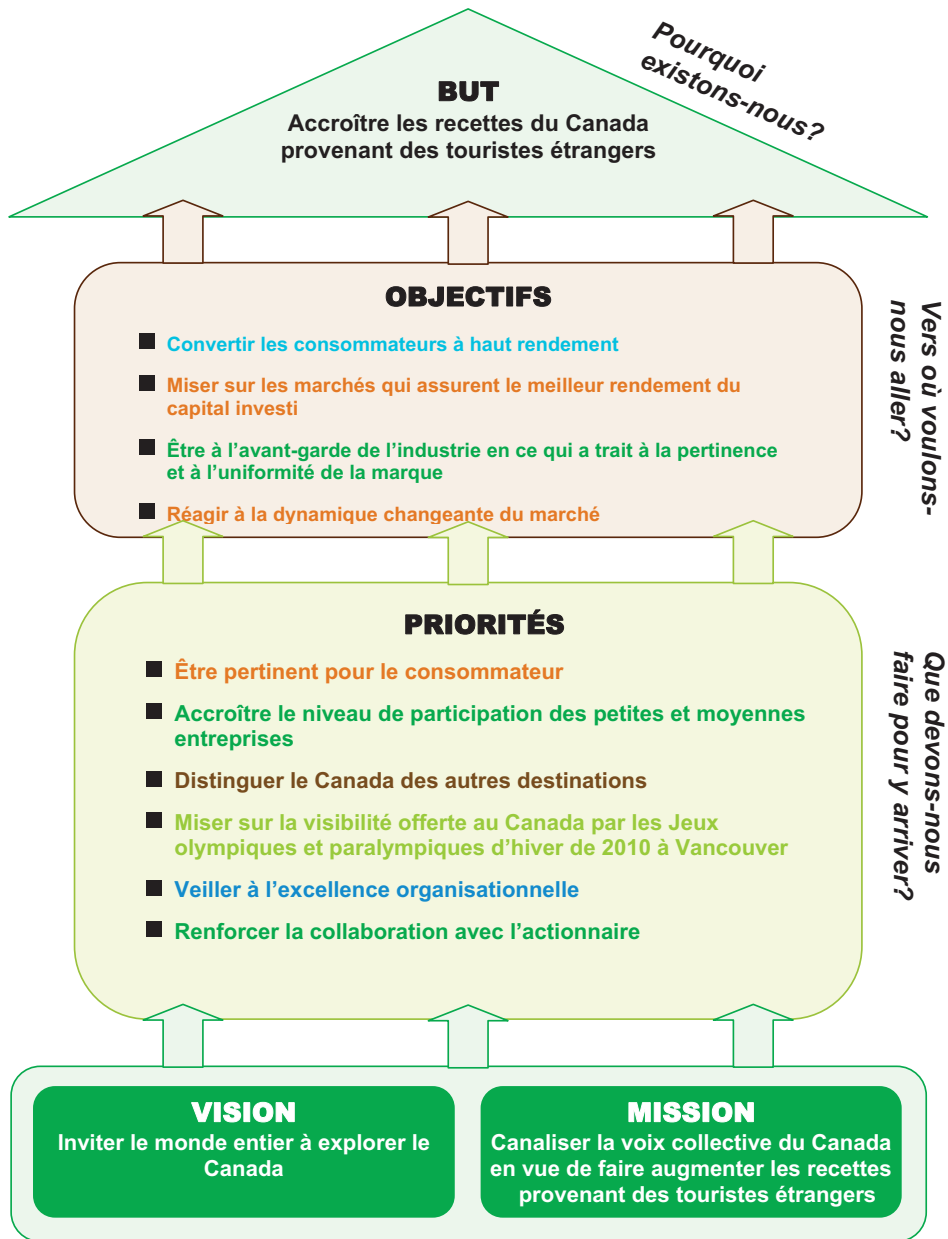 Pourquoi
existons-nous?
BUT
Accroître les recettes du Canada
provenant des touristes étrangers
OBJECTIFS
Convertir les consommateurs à haut rendement
Miser sur les marchés qui assurent le meilleur rendement du
capital investi
Être à l’avant-garde de l’industrie en ce qui a trait à la pertinence
et à l’uniformité de la marque
Réagir à la dynamique changeante du marché
Vers où voulons-
nous aller?
PRIORITÉS
Être pertinent pour le consommateur
Accroître le niveau de participation des petites et moyennes
entreprises
Distinguer le Canada des autres destinations
Miser sur la visibilité offerte au Canada par les Jeux
olympiques et paralympiques d’hiver de 2010 à Vancouver
Veiller à l’excellence organisationnelle
Renforcer la collaboration avec l’actionnaire
Que devons-nous
faire pour y arriver?
VISION
Inviter le monde entier à explorer le
Canada
MISSION
Canaliser la voix collective du Canada
en vue de faire augmenter les recettes
provenant des touristes étrangers